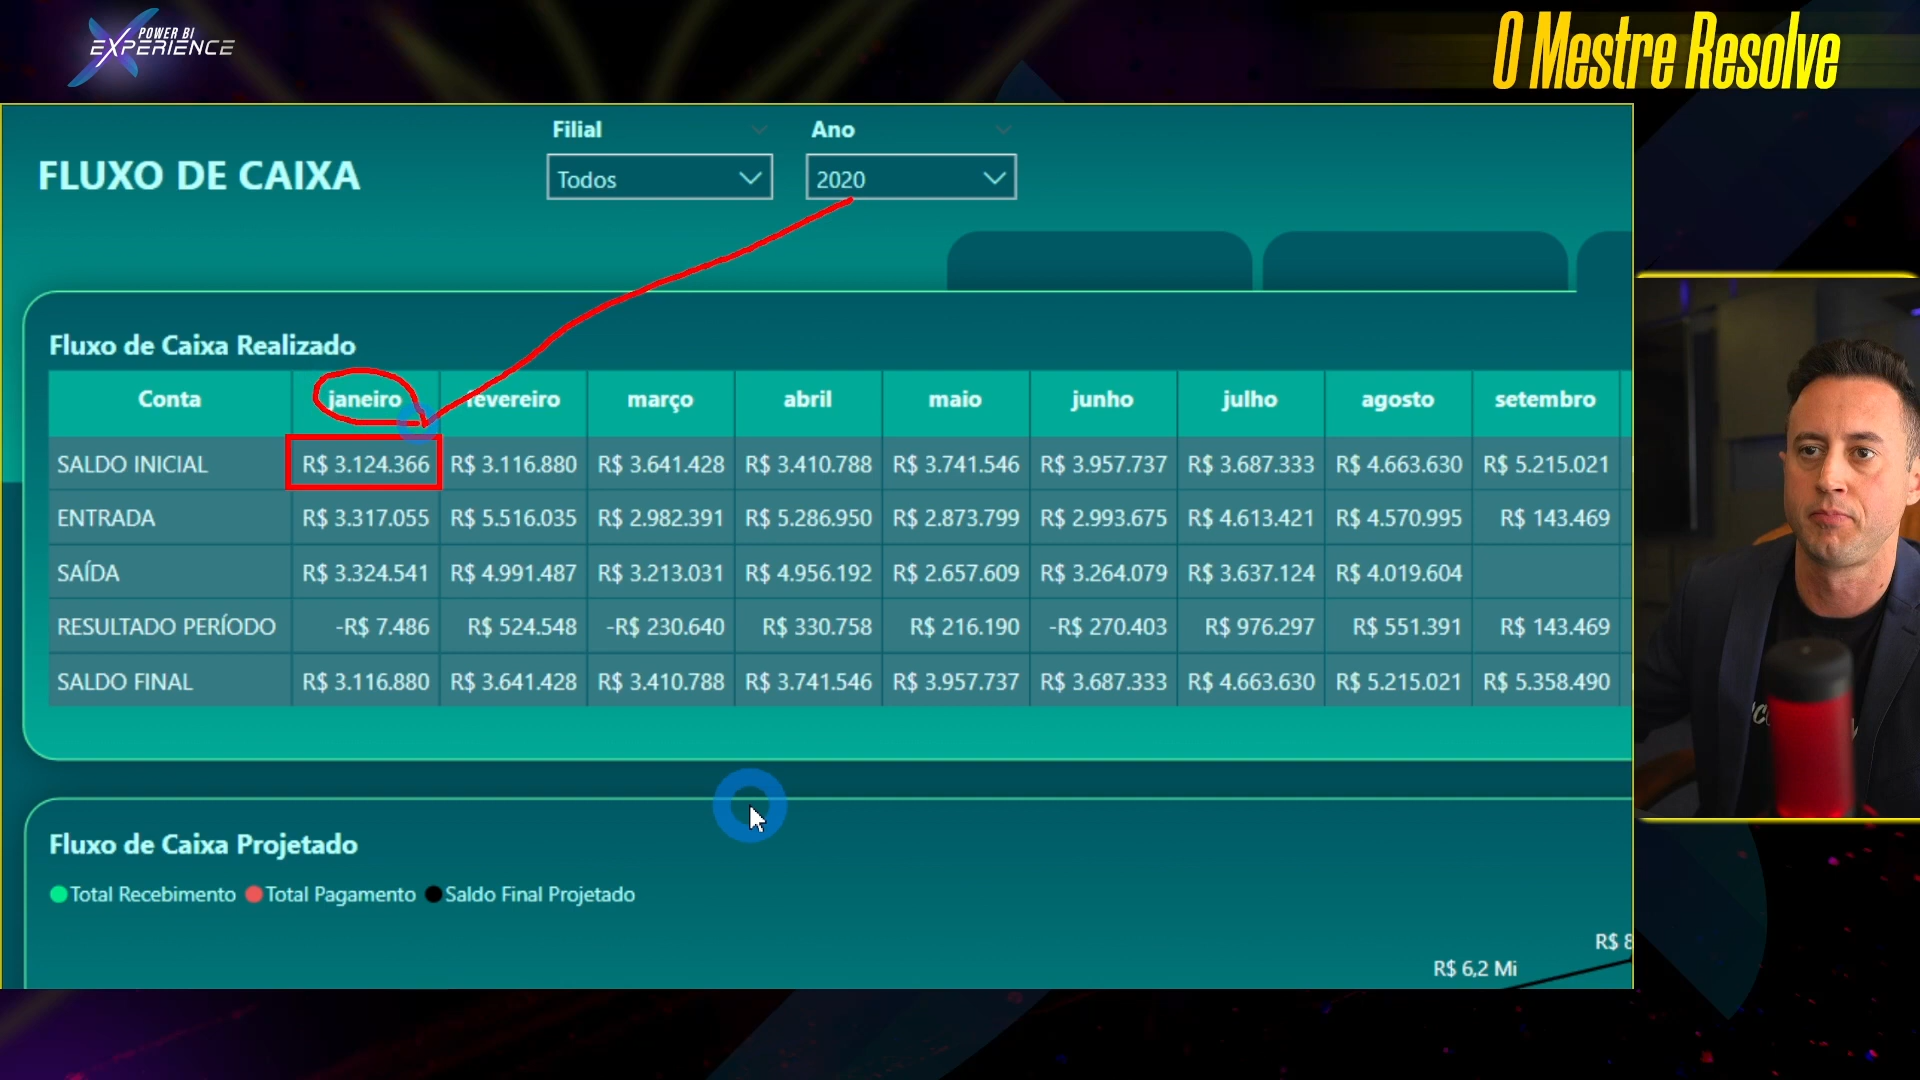 POWER BI
EXPERIENCE
O Mestre Resolve
Filial
Ano
FLUXO DE CAIXA
Todos
2020
Fluxo de Caixa Realizado
Conta janeiro fevereiro março abril maio junho julho agosto setembro
SALDO INICIAL R$ 3.124.366 R$ 3.116.880 R$ 3.641.428 R$ 3.410.788 R$ 3.741.546 R$ 3.957.737 R$ 3.687.333 R$ 4.663.630 R$ 5.215.021
ENTRADA R$ 3.317.055 R$ 5.516.035 R$ 2.982.391 R$ 5.286.950 R$ 2.873.799 R$ 2.993.675 R$ 4.613.421 R$ 4.570.995 R$ 143.469
SAÍDA R$ 3.324.541 R$ 4.991.487 R$ 3.213.031 R$ 4.956.192 R$ 2.657.609 R$ 3.264.079 R$ 3.637.124 R$ 4.019.604
RESULTADO PERÍODO -R$ 7.486 R$ 524.548 -R$ 230.640 R$ 330.758 R$ 216.190 -R$ 270.403 R$ 976.297 R$ 551.391 R$ 143.469
SALDO FINAL R$ 3.116.880 R$ 3.641.428 R$ 3.410.788 R$ 3.741.546 R$ 3.957.737 R$ 3.687.333 R$ 4.663.630 R$ 5.215.021 R$ 5.358.490
Fluxo de Caixa Projetado
Total Recebimento Total Pagamento Saldo Final Projetado
R$ 8
R$ 6,2 Mi